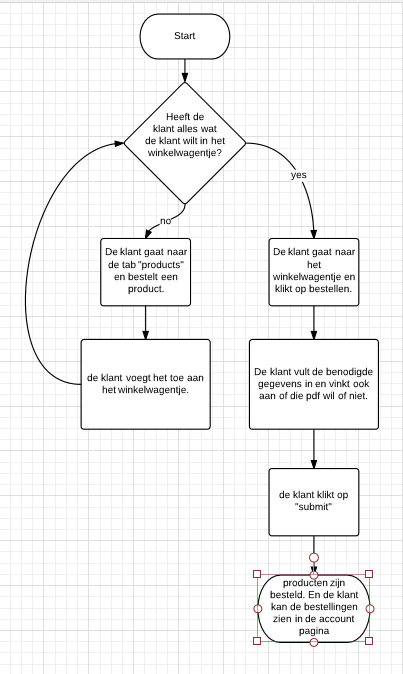 Start
Heeft de
klant alles wat
de klant wilt in het
winkelwagentje?
yes
no
De klant gaat naar
de tab "products"
en bestelt een
product.
De klant gaat naar
het
winkelwagentje en
klikt op bestellen.
de klant voegt het toe aan
het winkelwagentje.
De klant vult de benodigde
gegevens in en vinkt ook
aan of die pdf wil of niet.
de klant klikt op
"submit"
producten zijn
besteld. En de klant
kan de bestellingen
zien in de account
pagina